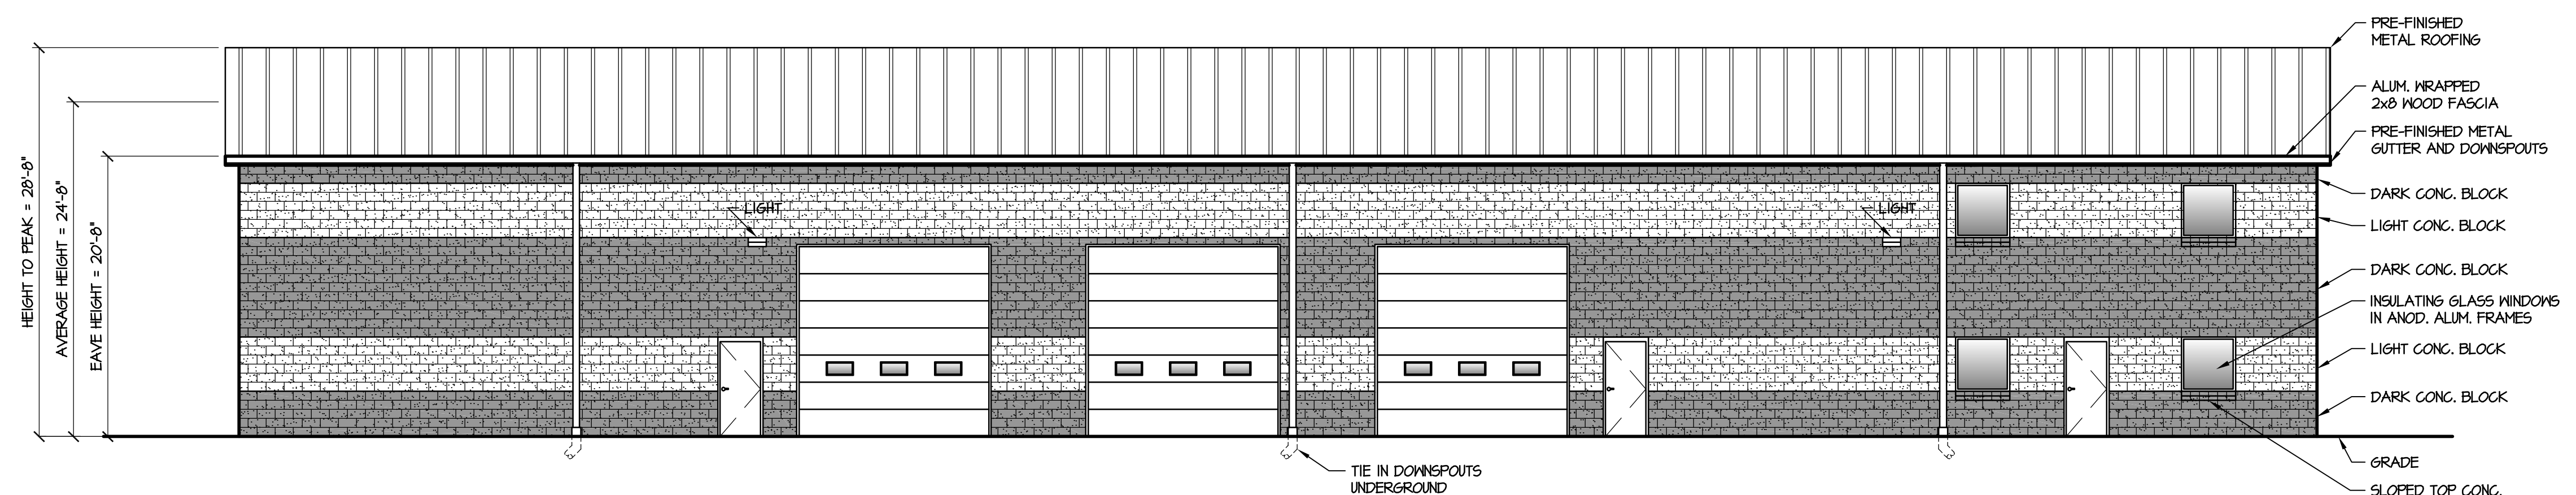 PRE-FINISHED
METAL ROOFING
ALUM. WRAPPED
2x8 WOOD FASCIA
PRE-FINISHED METAL
GUTTER AND DOWNSPOUTS
HEIGHT TO PEAK = 28'-8"
AVERAGE HEIGHT = 24'-8"
EAVE HEIGHT = 20'-8"
LIGHT
LIGHT
DARK CONC. BLOCK
LIGHT CONC. BLOCK
DARK CONC. BLOCK
INSULATING GLASS WINDOWS
IN ANOD. ALUM. FRAMES
LIGHT CONC. BLOCK
DARK CONC. BLOCK
TIE IN DOWNSPOUTS
UNDERGROUND
GRADE
SLOPED TOP CONC.